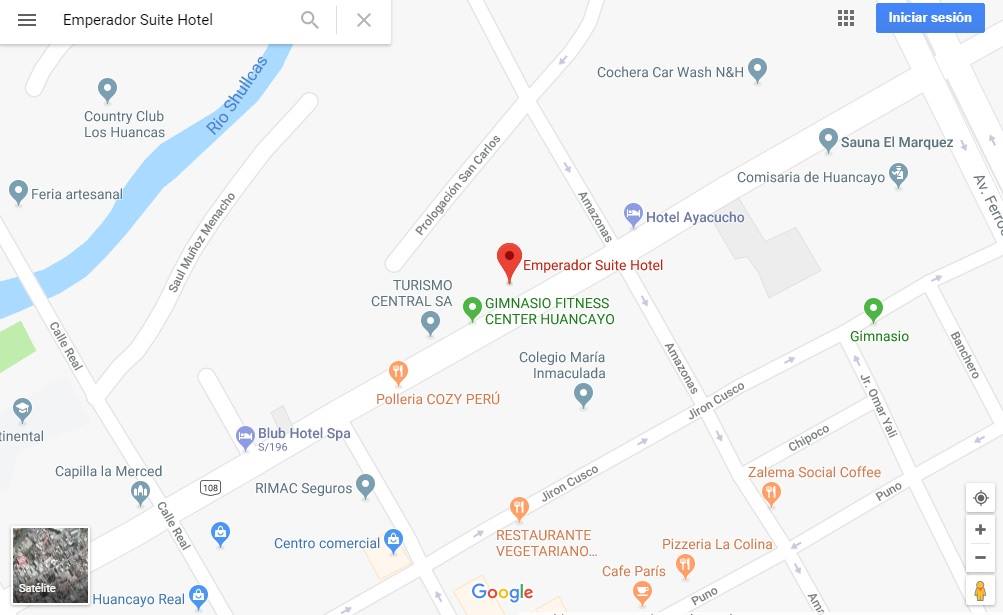 Emperador Suite Hotel
Iniciar sesión
Cochera Car Wash N&H
Country Club
Los Huancas
Rio Shullcas
Sauna El Marquez
Comisaria de Huancayo
Av. Ferro
Feria artesanal
Prologación San Carlos
Saul Muñoz Menacho
Amazonas
Hotel Ayacucho
Emperador Suite Hotel
TURISMO
CENTRAL SA
GIMNASIO FITNESS
CENTER HUANCAYO
Gimnasio
Calle Real
Colegio María
Inmaculada
Amazonas
Banchero
Polleria COZY PERÚ
Jiron Cusco
Jr. Omar Yali
tinental
Blub Hotel Spa
S/196
Chipoco
Capilla la Merced
Zalema Social Coffee
108
RIMAC Seguros
Jiron Cusco
Puno
Calle Real
RESTAURANTE
VEGETARIANO...
Centro comercial
Pizzeria La Colina
Cafe París
Satélite
Huancayo Real
Google
Puno